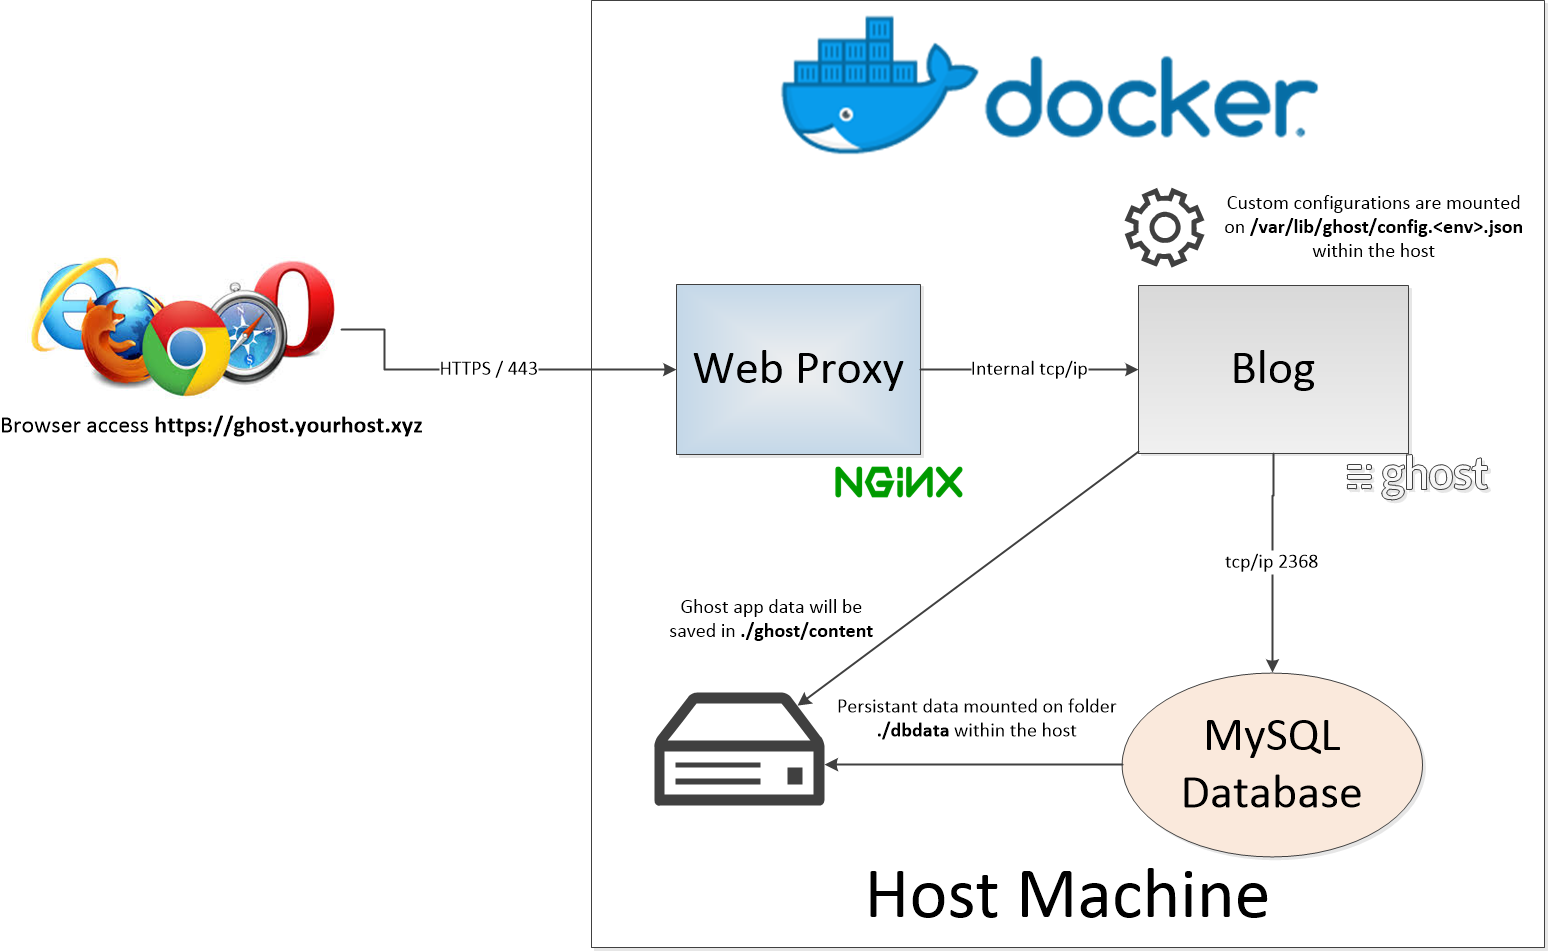 docker
Custom configurations are mounted
on /var/lib/ghost/config.<env>.json
within the host
Web Proxy
Blog
HTTPS / 443
Internal tcp/ip
Browser access https://ghost.yourhost.xyz
NGiNX
ghost
tcp/ip 2368
Ghost app data will be
saved in ./ghost/content
Persistant data mounted on folder
./dbdata within the host
MySQL
Database
Host Machine